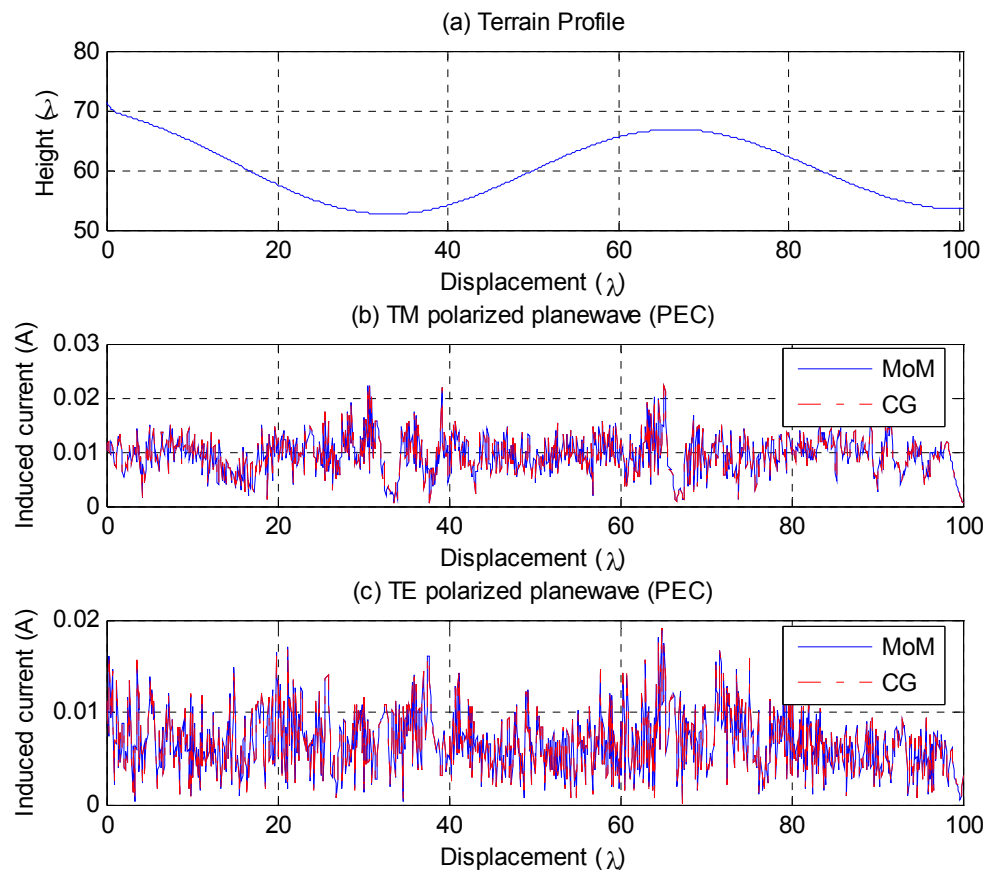 (a) Terrain Profile
80
70
60
50
Height (λ)
0 20 40 60 80 100
Displacement (λ)
(b) TM polarized planewave (PEC)
0.03
0.02
0.01
0
Induced current (A)
MoM
CG
0 20 40 60 80 100
Displacement (λ)
(c) TE polarized planewave (PEC)
0.02
0.01
0
Induced current (A)
MoM
CG
0 20 40 60 80 100
Displacement (λ)